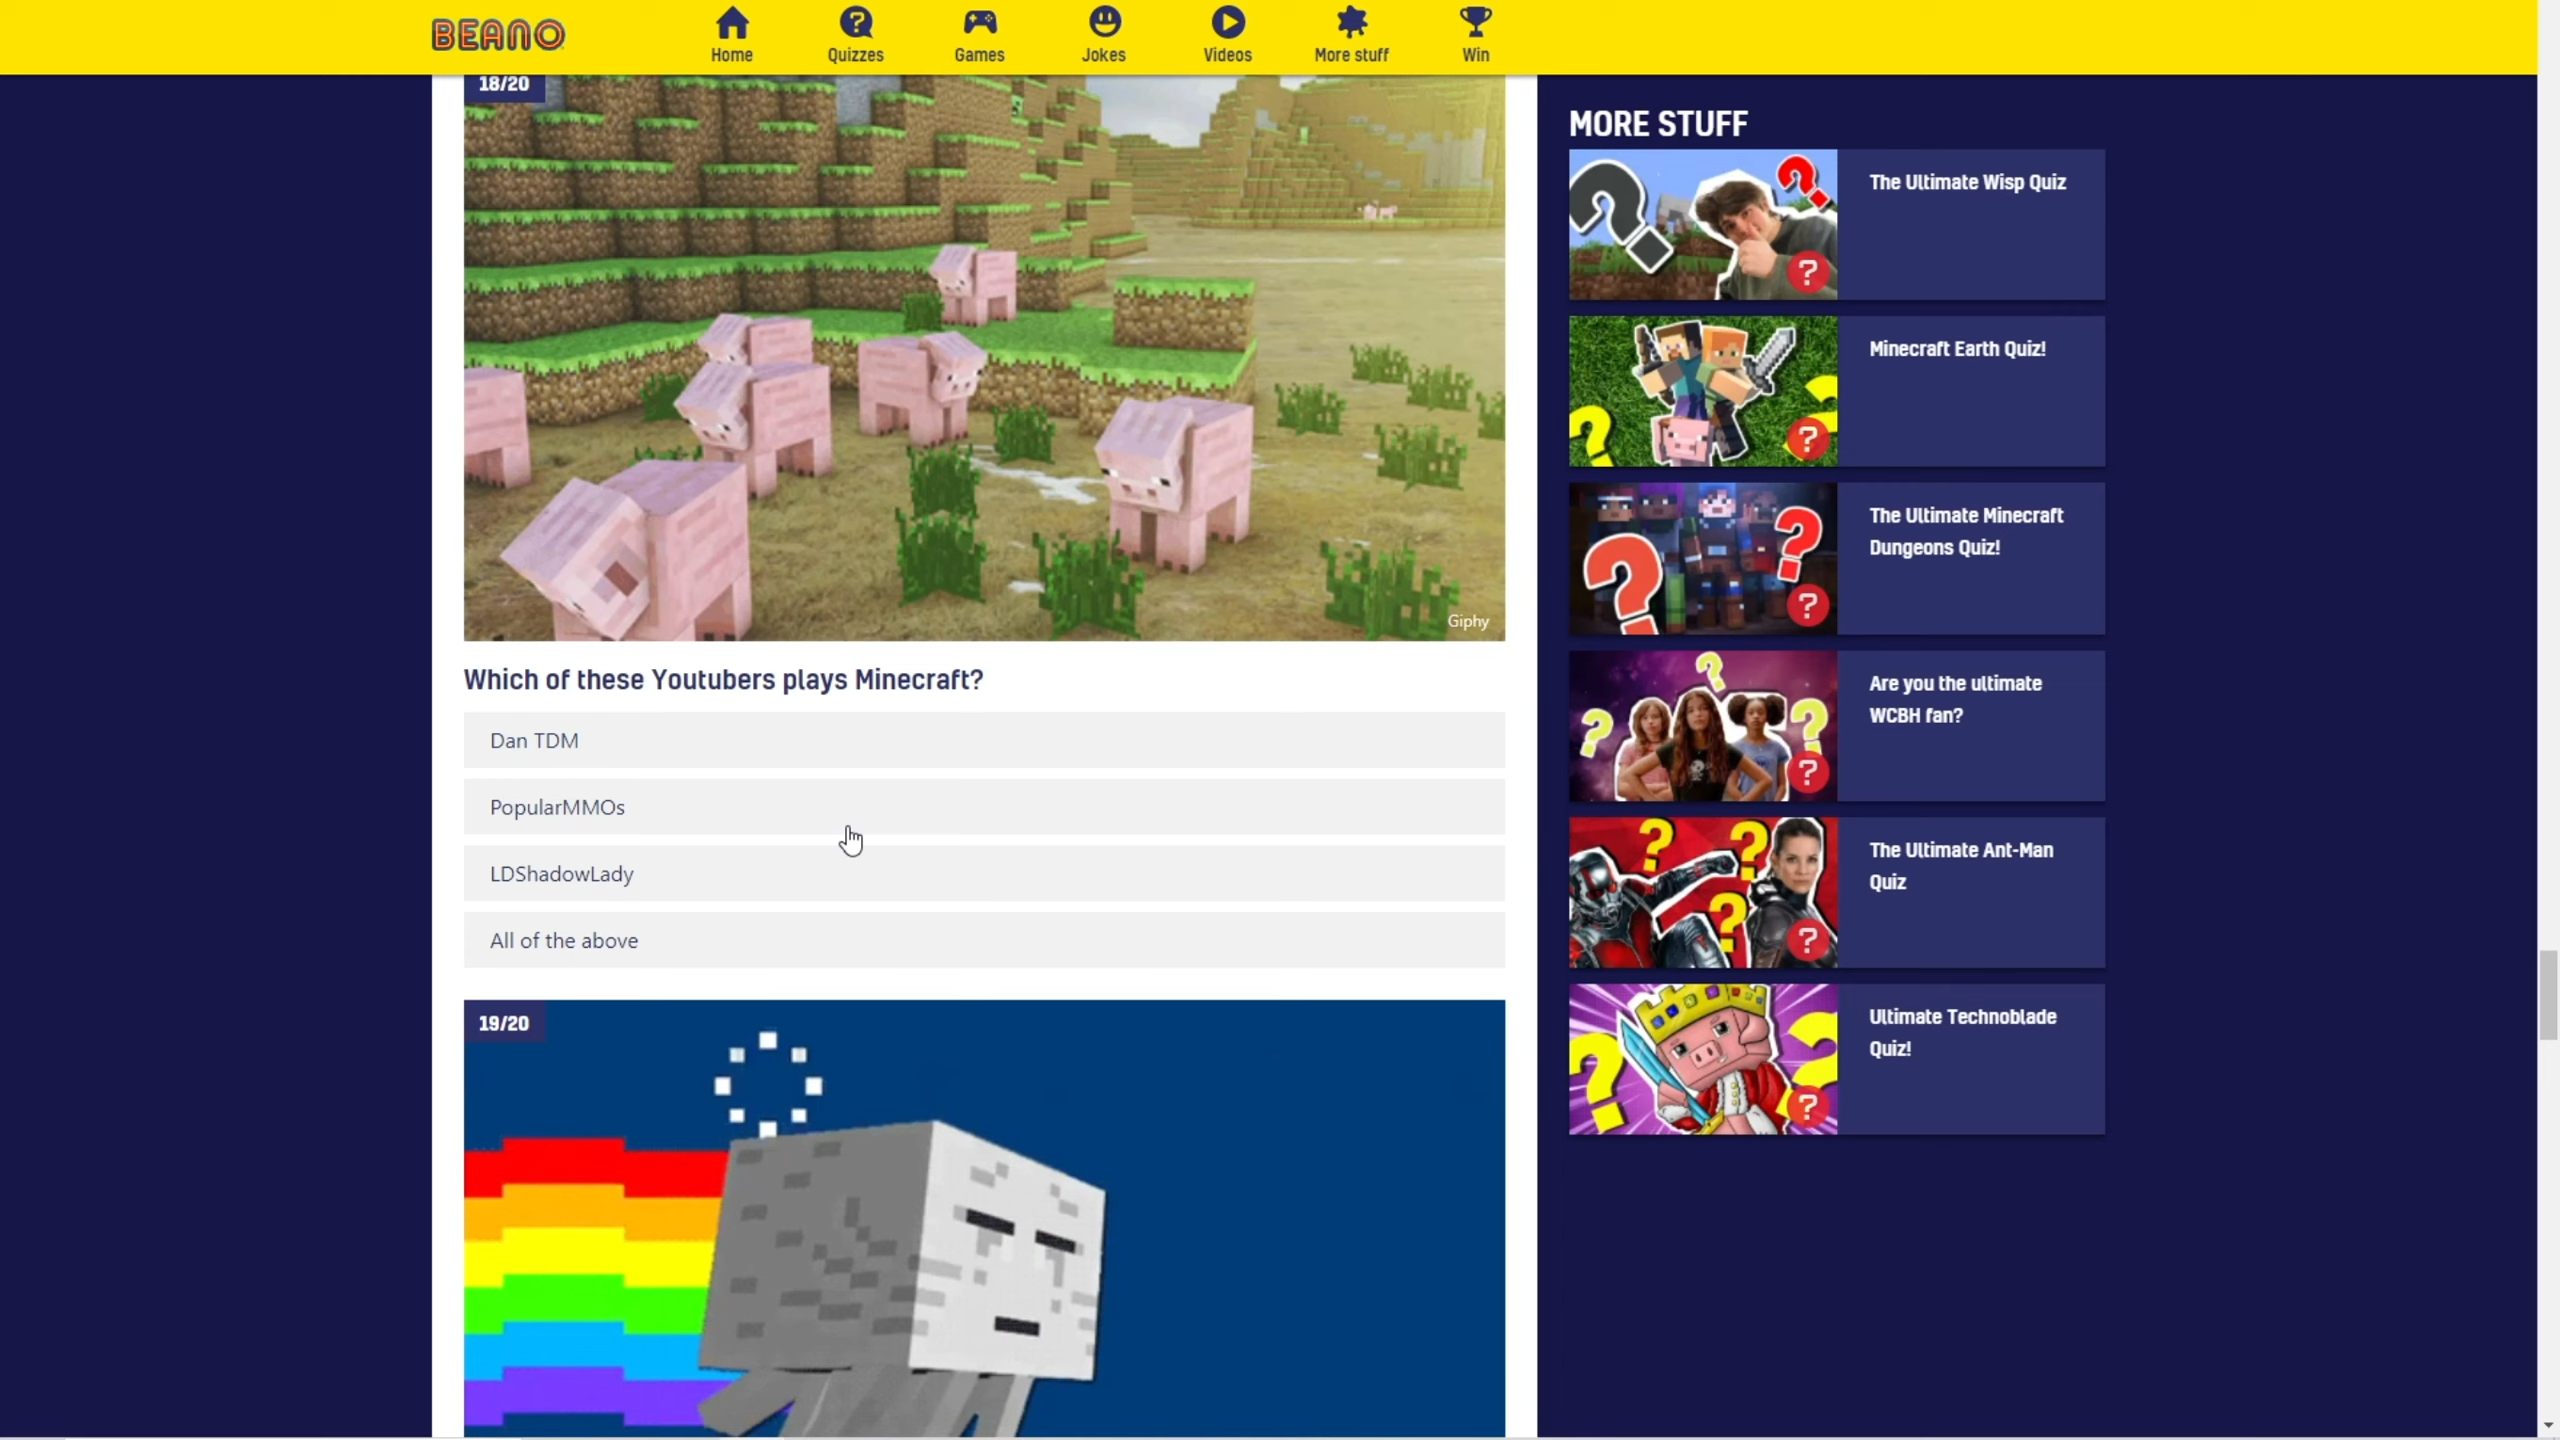 BEANO
Home
Quizzes
Games
Jokes
Videos
More stuff
Win
18/20
Giphy
Which of these Youtubers plays Minecraft?
Dan TDM
PopularMMOs
LDShadowLady
All of the above
19/20
MORE STUFF
The Ultimate Wisp Quiz
Minecraft Earth Quiz!
The Ultimate Minecraft
Dungeons Quiz!
Are you the ultimate
WCBH fan?
The Ultimate Ant-Man
Quiz
Ultimate Technoblade
Quiz!